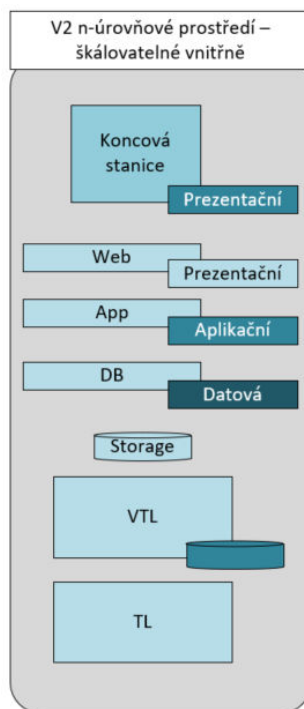 V2 n-úrovňové prostředí –
škálovatelné vnitřně
Koncová
stanice
Prezentační
Web
Prezentační
App
Aplikační
DB
Datová
Storage
VTL
TL